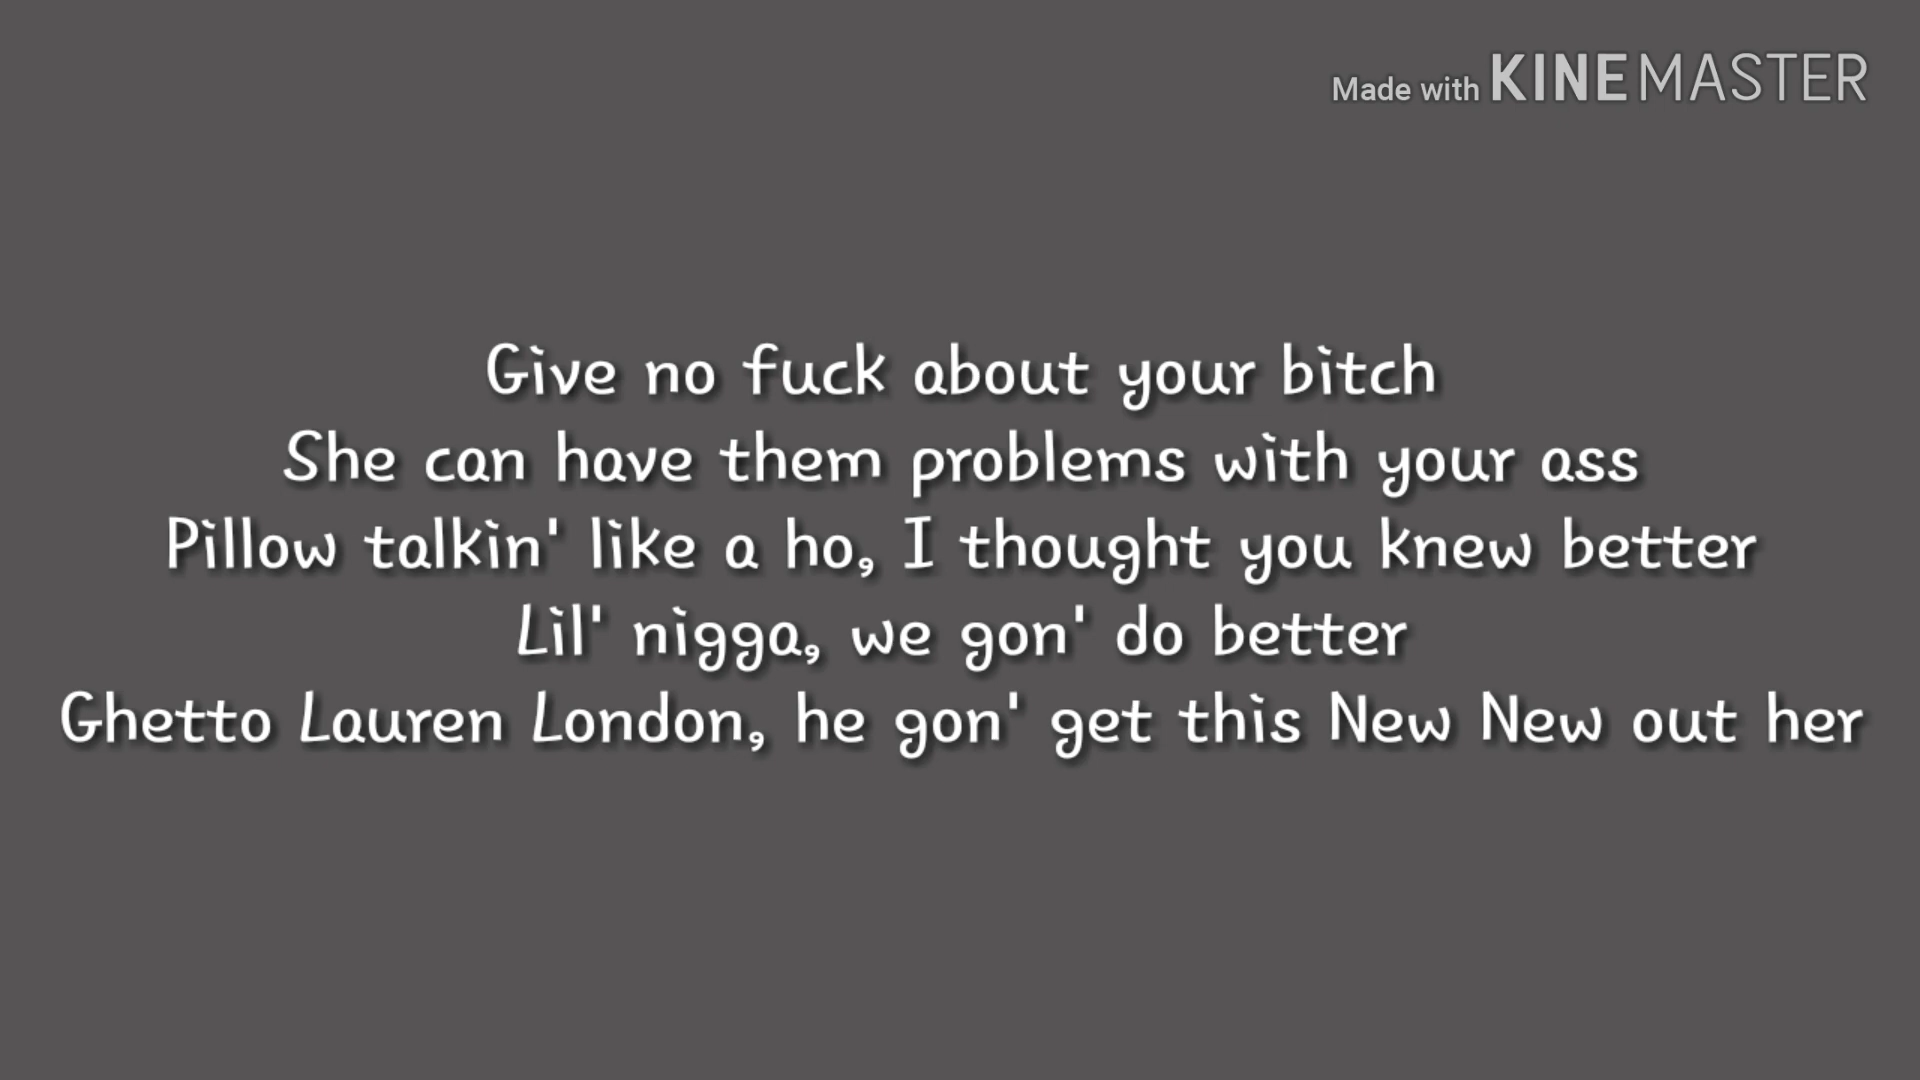 Made with KINEMASTER
Give no fuck about your bitch
She can have them problems with your ass
Pillow talkin' like a ho, I thought you knew better
Lil' nigga, we gon' do better
Ghetto Lauren London, he gon' get this New New out her